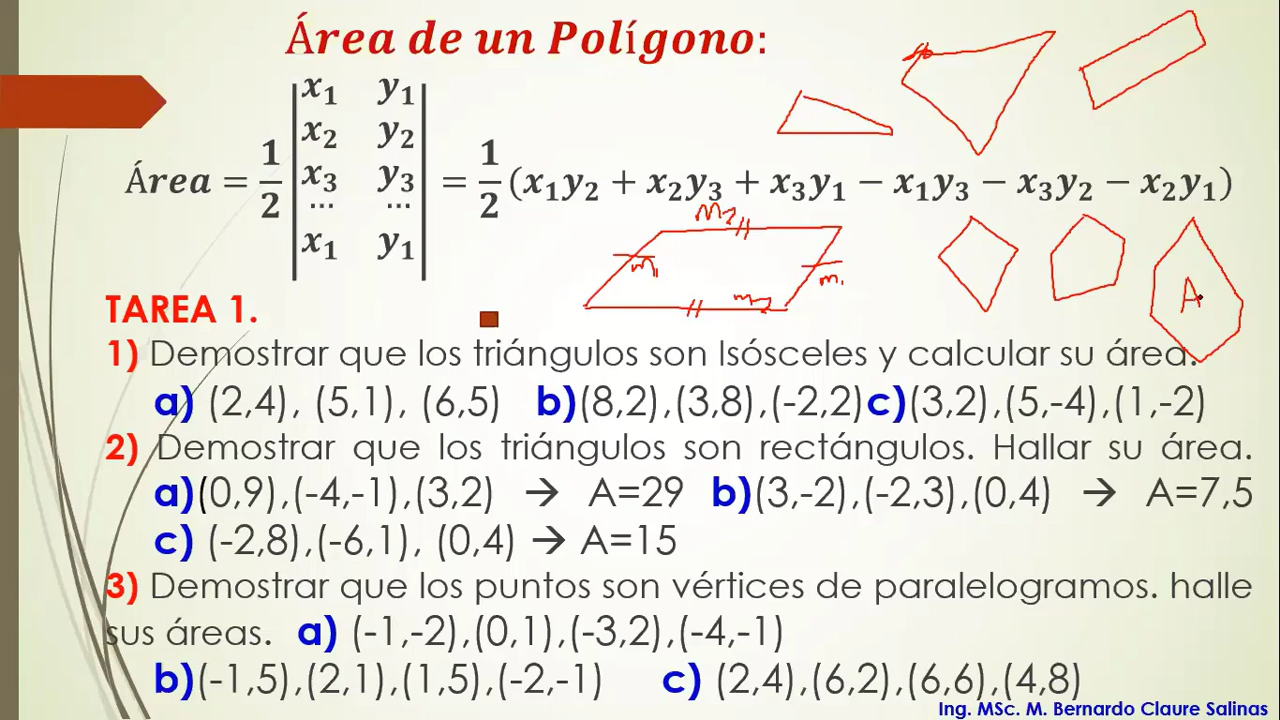 Área de un Polígono:
Área = 1/2 |x₁ y₁ x₂ y₂ x₃ y₃ ... ... x₁ y₁| = 1/2 (x₁y₂ + x₂y₃ + x₃y₁ − x₁y₃ − x₃y₂ − x₂y₁)
M₂
M₁
M₁
M₂
A
TAREA 1.
1) Demostrar que los triángulos son Isósceles y calcular su área.
a) (2,4), (5,1), (6,5) b)(8,2),(3,8),(-2,2) c)(3,2),(5,-4),(1,-2)
2) Demostrar que los triángulos son rectángulos. Hallar su área.
a)(0,9),(-4,-1),(3,2) → A=29 b)(3,-2),(-2,3),(0,4) → A=7,5
c) (-2,8),(-6,1), (0,4) → A=15
3) Demostrar que los puntos son vértices de paralelogramos. halle
sus áreas. a) (-1,-2),(0,1),(-3,2),(-4,-1)
b)(-1,5),(2,1),(1,5),(-2,-1) c) (2,4),(6,2),(6,6),(4,8)
Ing. MSc. M. Bernardo Claure Salinas